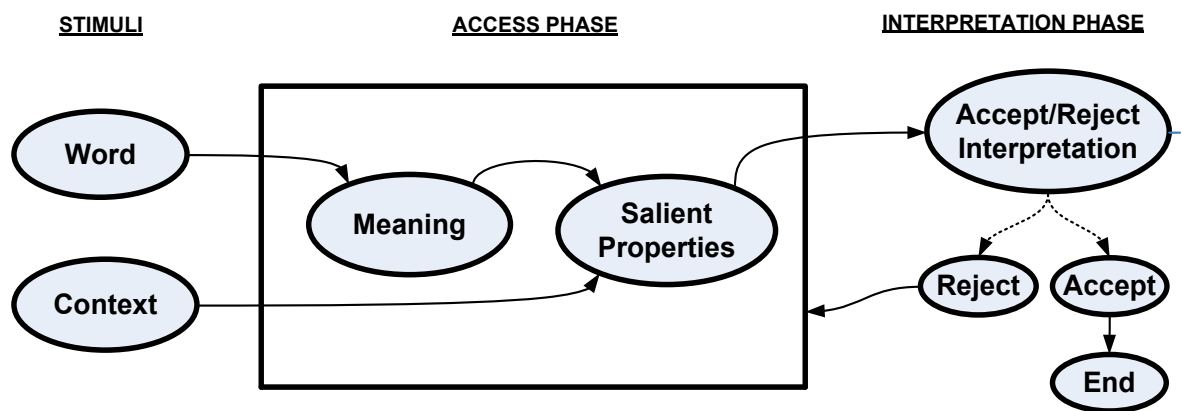 STIMULI
ACCESS PHASE
INTERPRETATION PHASE
Word
Context
Meaning
Salient
Properties
Accept/Reject
Interpretation
Reject
Accept
End